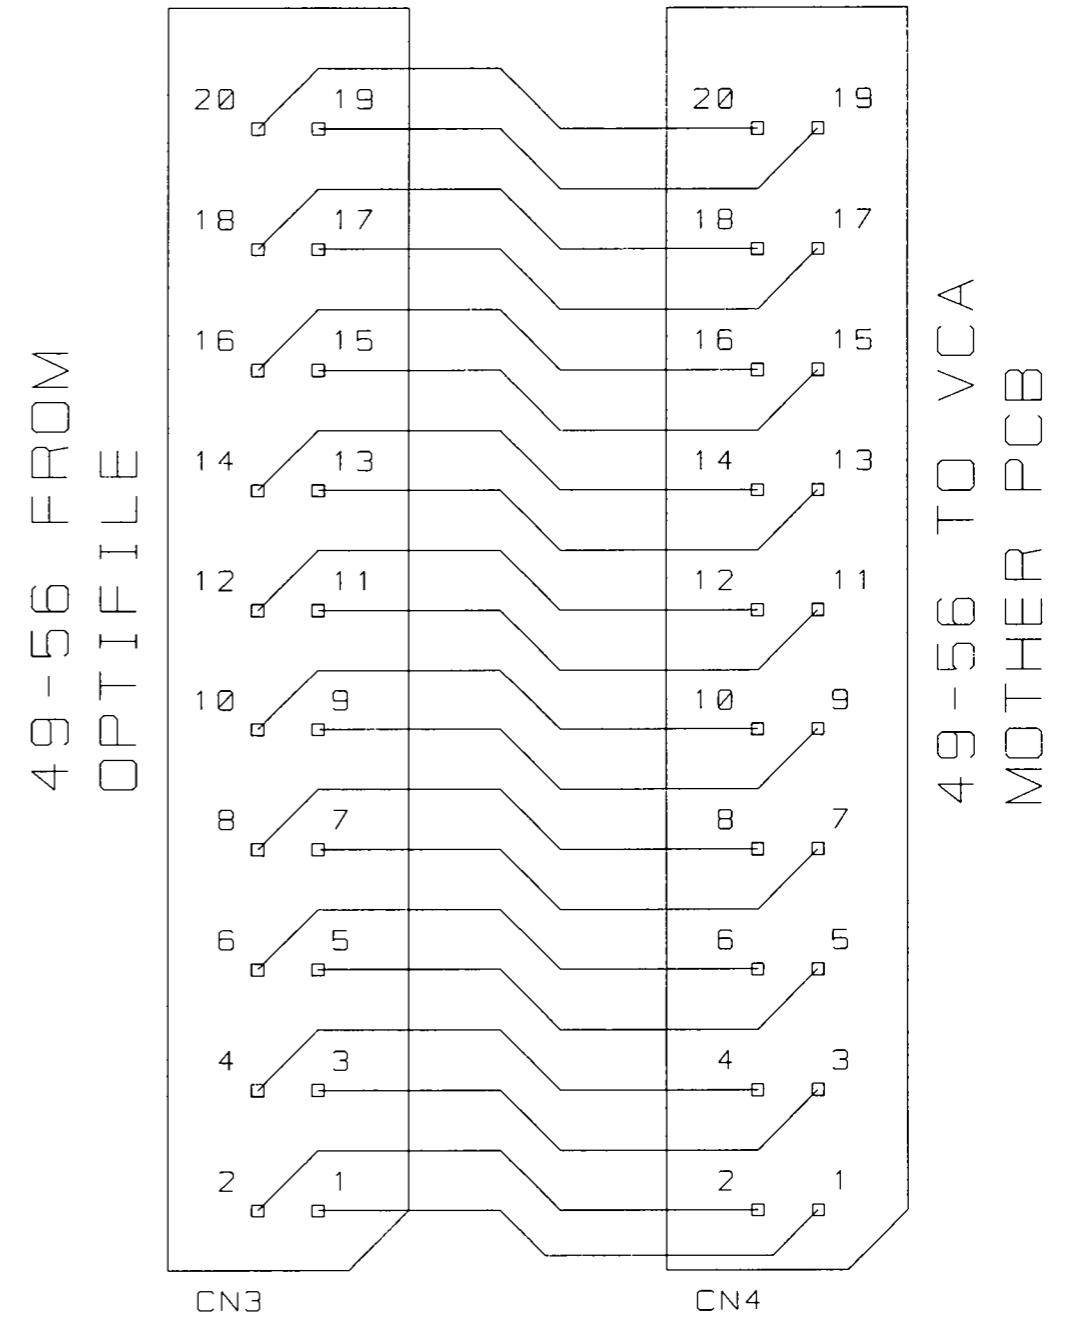 49-56 FROM
OPTIFILE
20 19 20 19
18 17 18 17
16 15 16 15
14 13 14 13
12 11 12 11
10 9 10 9
8 7 8 7
6 5 6 5
4 3 4 3
2 1 2 1
CN3 CN4
49-56 TO VCA
MOTHER PCB